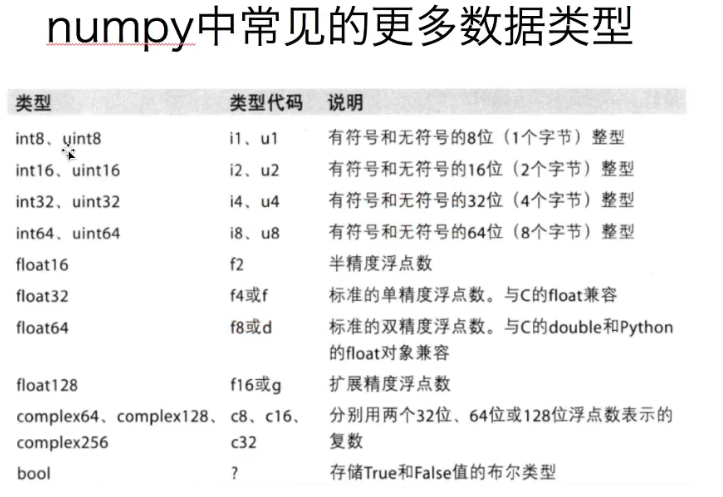 numpy中常见的更多数据类型
类型 类型代码 说明
int8、uint8 i1、u1 有符号和无符号的8位（1个字节）整型
int16、uint16 i2、u2 有符号和无符号的16位（2个字节）整型
int32、uint32 i4、u4 有符号和无符号的32位（4个字节）整型
int64、uint64 i8、u8 有符号和无符号的64位（8个字节）整型
float16 f2 半精度浮点数
float32 f4或f 标准的单精度浮点数。与C的float兼容
float64 f8或d 标准的双精度浮点数。与C的double和Python
的float对象兼容
float128 f16或g 扩展精度浮点数
complex64、complex128、 c8、c16、 分别用两个32位、64位或128位浮点数表示的
complex256 c32 复数
bool ? 存储True和False值的布尔类型